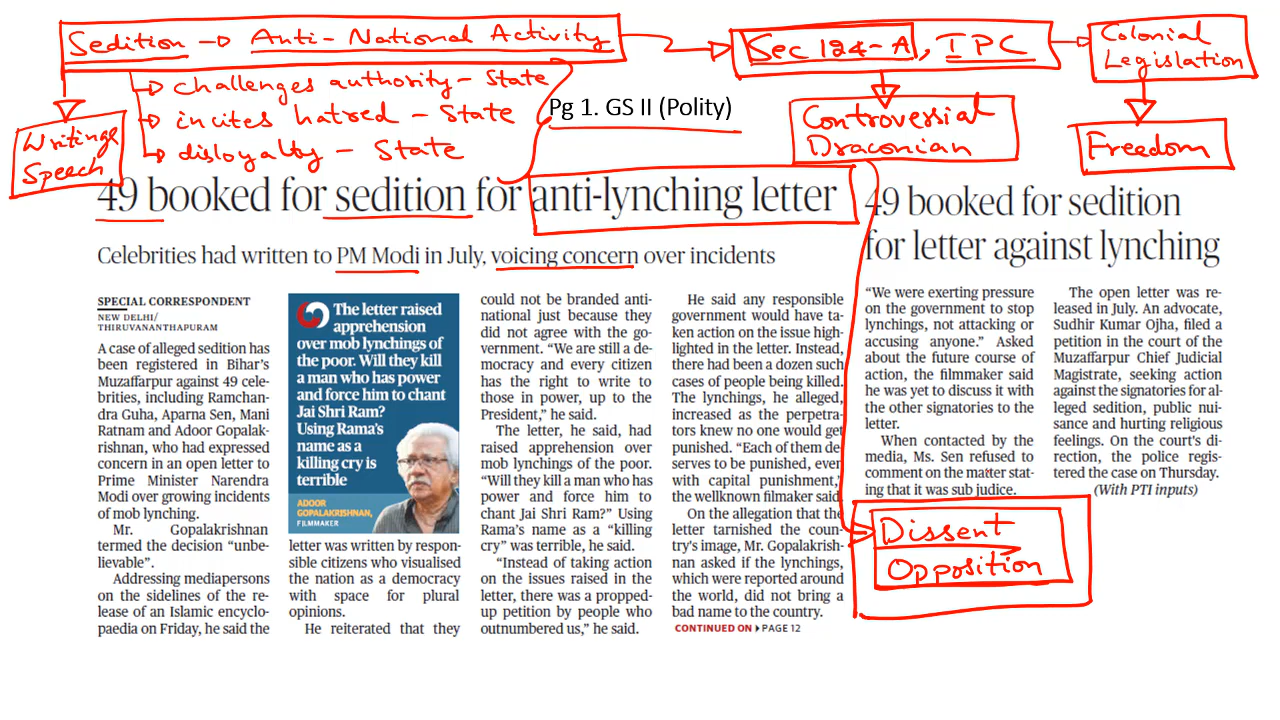 Sedition → Anti-National Activity
Sec 124-A, IPC
Colonial
Legislation
challenges authority - State
incites hatred - State
disloyalty - State
Writings
Speech
Pg 1. GS II (Polity)
Controversial
Draconian
Freedom
49 booked for sedition for anti-lynching letter
Celebrities had written to PM Modi in July, voicing concern over incidents
SPECIAL CORRESPONDENT
NEW DELHI/
THIRUVANANTHAPURAM
A case of alleged sedition has
been registered in Bihar's
Muzaffarpur against 49 cele-
brities, including Ramchan-
dra Guha, Aparna Sen, Mani
Ratnam and Adoor Gopalak-
rishnan, who had expressed
concern in an open letter to
Prime Minister Narendra
Modi over growing incidents
of mob lynching.
Mr. Gopalakrishnan
termed the decision "unbe-
lievable".
Addressing mediapersons
on the sidelines of the re-
lease of an Islamic encyclo-
paedia on Friday, he said the
The letter raised
apprehension
over mob lynchings of
the poor. Will they kill
a man who has power
and force him to chant
Jai Shri Ram?
Using Rama's
name as a
killing cry is
terrible
ADOOR
GOPALAKRISHNAN,
FILMMAKER
letter was written by respon-
sible citizens who visualised
the nation as a democracy
with space for plural
opinions.
He reiterated that they
could not be branded anti-
national just because they
did not agree with the go-
vernment. "We are still a de-
mocracy and every citizen
has the right to write to
those in power, up to the
President," he said.
The letter, he said, had
raised apprehension over
mob lynchings of the poor.
"Will they kill a man who has
power and force him to
chant Jai Shri Ram?" Using
Rama's name as a "killing
cry" was terrible, he said.
"Instead of taking action
on the issues raised in the
letter, there was a propped-
up petition by people who
outnumbered us," he said.
He said any responsible
government would have ta-
ken action on the issue high-
lighted in the letter. Instead,
there had been a dozen such
cases of people being killed.
The lynchings, he alleged,
increased as the perpetra-
tors knew no one would get
punished. "Each of them de-
serves to be punished, even
with capital punishment,"
the wellknown filmaker said.
On the allegation that the
letter tarnished the coun-
try's image, Mr. Gopalakrish-
nan asked if the lynchings,
which were reported around
the world, did not bring a
bad name to the country.
CONTINUED ON ▸ PAGE 12
49 booked for sedition
for letter against lynching
"We were exerting pressure
on the government to stop
lynchings, not attacking or
accusing anyone." Asked
about the future course of
action, the filmmaker said
he was yet to discuss it with
the other signatories to the
letter.
When contacted by the
media, Ms. Sen refused to
comment on the matter stat-
ing that it was sub judice.
The open letter was re-
leased in July. An advocate,
Sudhir Kumar Ojha, filed a
petition in the court of the
Muzaffarpur Chief Judicial
Magistrate, seeking action
against the signatories for al-
leged sedition, public nui-
sance and hurting religious
feelings. On the court's di-
rection, the police regis-
tered the case on Thursday.
(With PTI inputs)
Dissent
Opposition